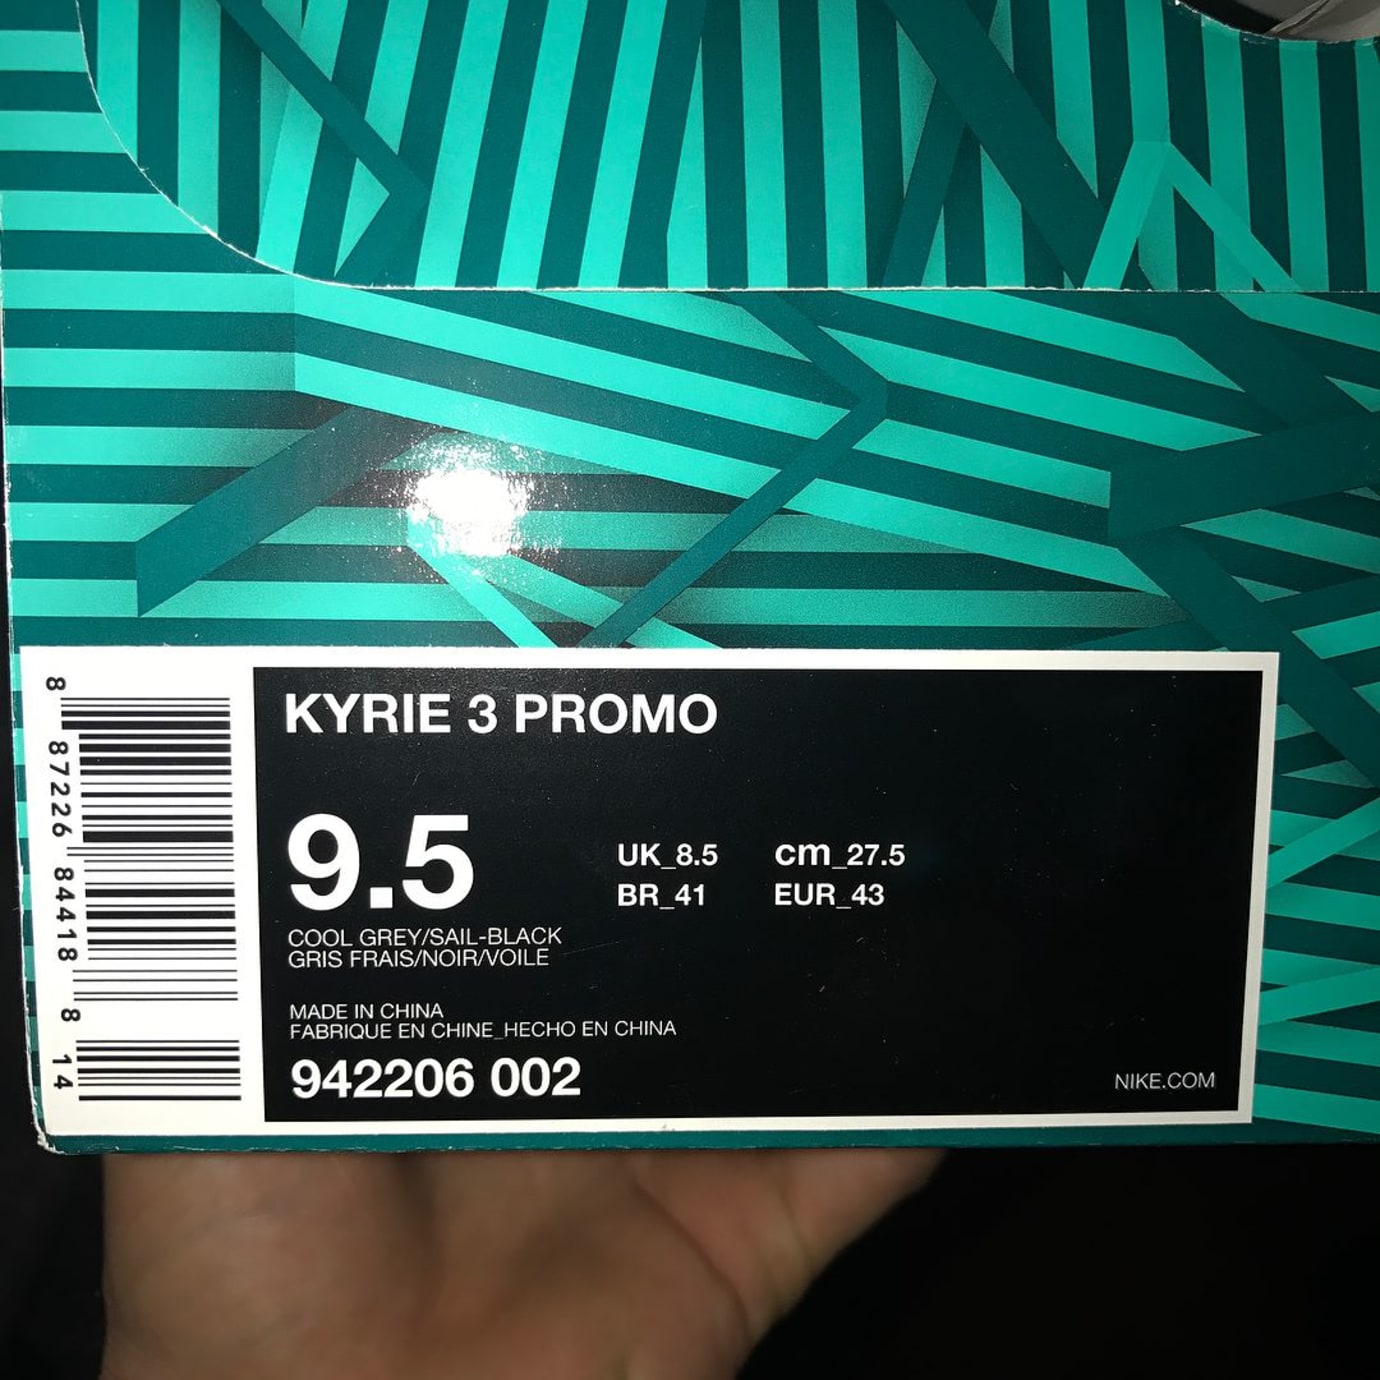 KYRIE 3 PROMO
9.5
UK_8.5 cm_27.5
BR_41 EUR_43
COOL GREY/SAIL-BLACK
GRIS FRAIS/NOIR/VOILE
MADE IN CHINA
FABRIQUE EN CHINE_HECHO EN CHINA
942206 002
NIKE.COM
8 87226 84418 8 14